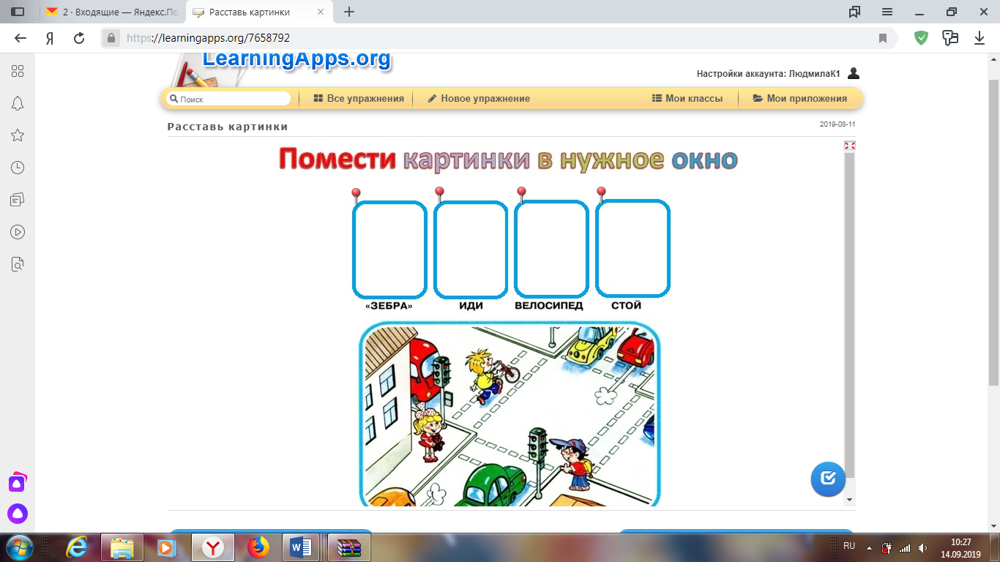 2 · Входящие — Яндекс.По
Расставь картинки
https://learningapps.org/7658792
LearningApps.org
Настройки аккаунта: ЛюдмилаК1
Поиск
Все упражнения
Новое упражнение
Мои классы
Мои приложения
Расставь картинки
2019-08-11
Помести картинки в нужное окно
«ЗЕБРА» ИДИ ВЕЛОСИПЕД СТОЙ
RU
10:27
14.09.2019